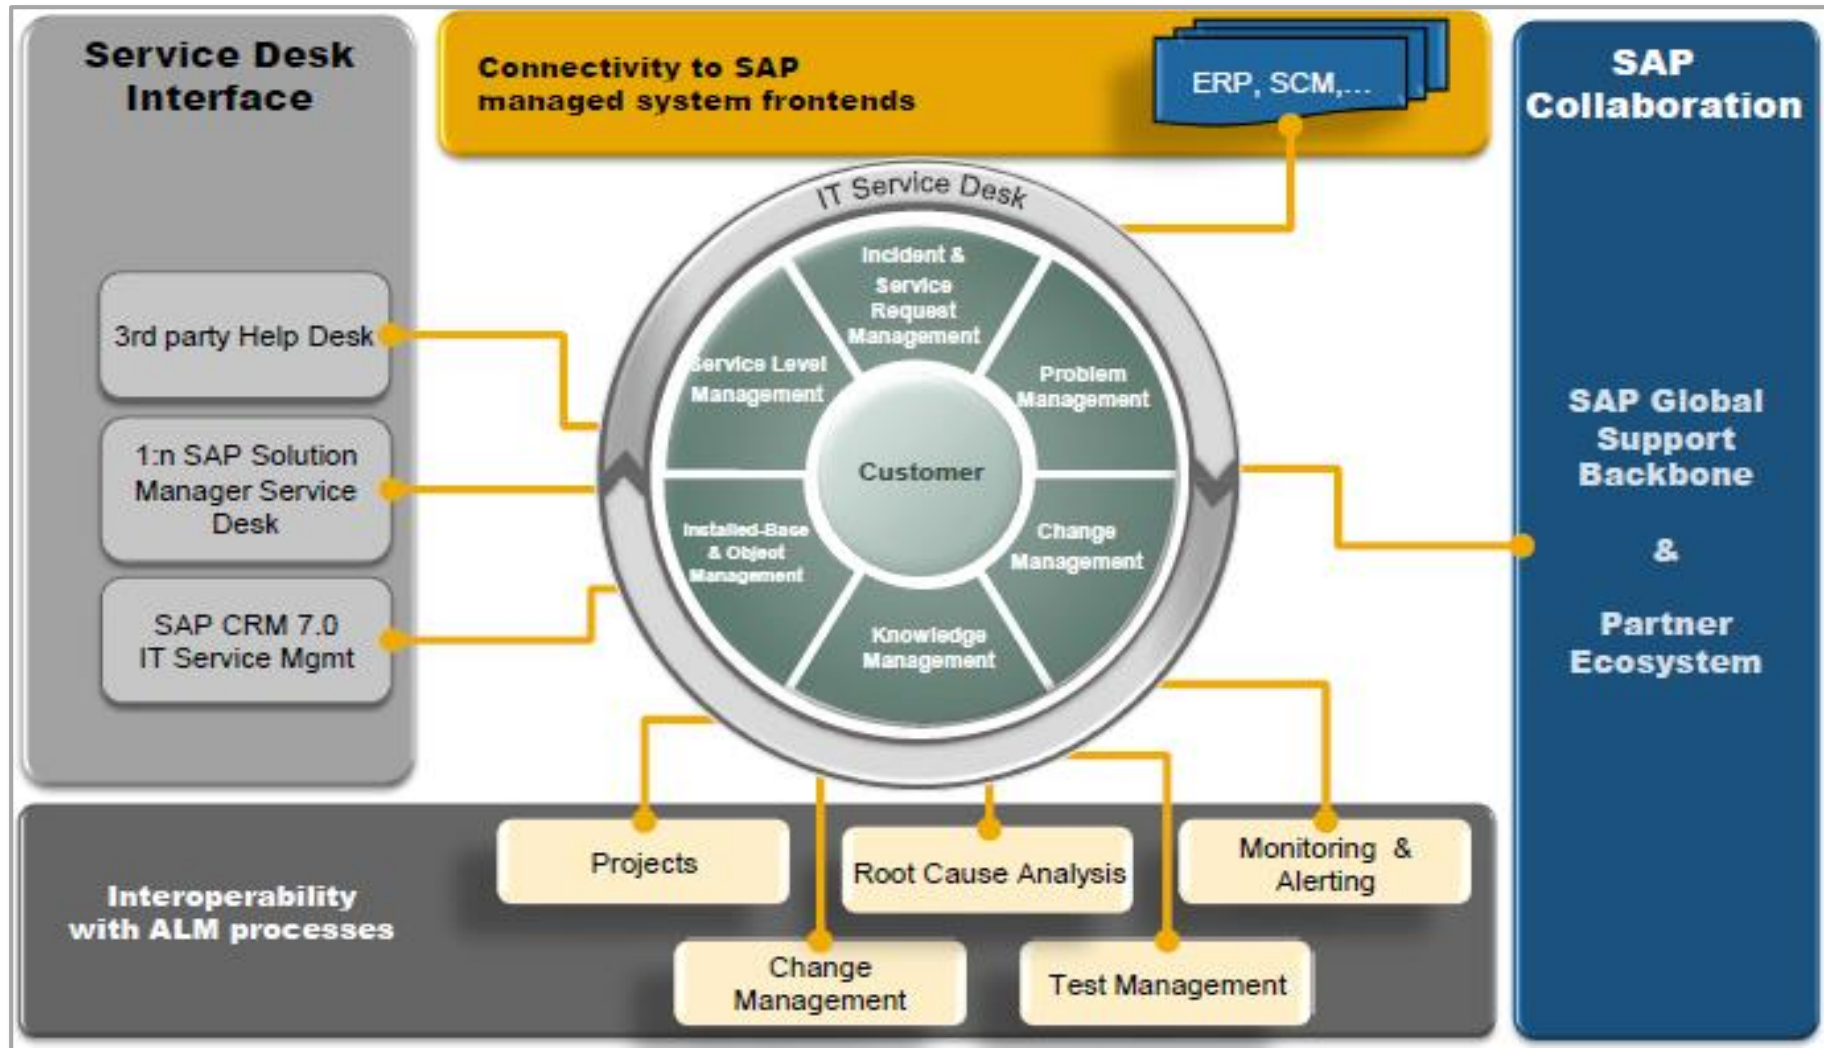 Service Desk
Interface
3rd party Help Desk
1:n SAP Solution
Manager Service
Desk
SAP CRM 7.0
IT Service Mgmt
Connectivity to SAP
managed system frontends
ERP, SCM,...
IT Service Desk
Incident &
Service
Request
Management
Problem
Management
Change
Management
Knowledge
Management
Installed-Base
& Object
Management
Service Level
Management
Customer
SAP
Collaboration
SAP Global
Support
Backbone
&
Partner
Ecosystem
Interoperability
with ALM processes
Projects
Root Cause Analysis
Monitoring &
Alerting
Change
Management
Test Management